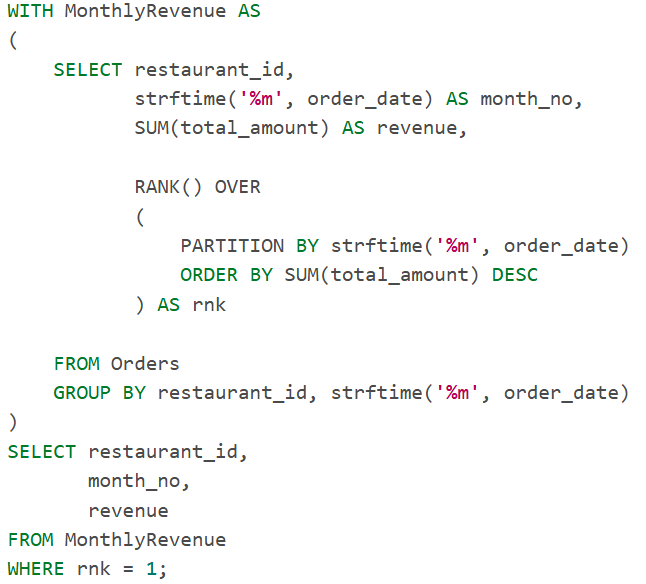 WITH MonthlyRevenue AS
(
    SELECT restaurant_id,
           strftime('%m', order_date) AS month_no,
           SUM(total_amount) AS revenue,

           RANK() OVER
           (
               PARTITION BY strftime('%m', order_date)
               ORDER BY SUM(total_amount) DESC
           ) AS rnk

    FROM Orders
    GROUP BY restaurant_id, strftime('%m', order_date)
)
SELECT restaurant_id,
       month_no,
       revenue
FROM MonthlyRevenue
WHERE rnk = 1;